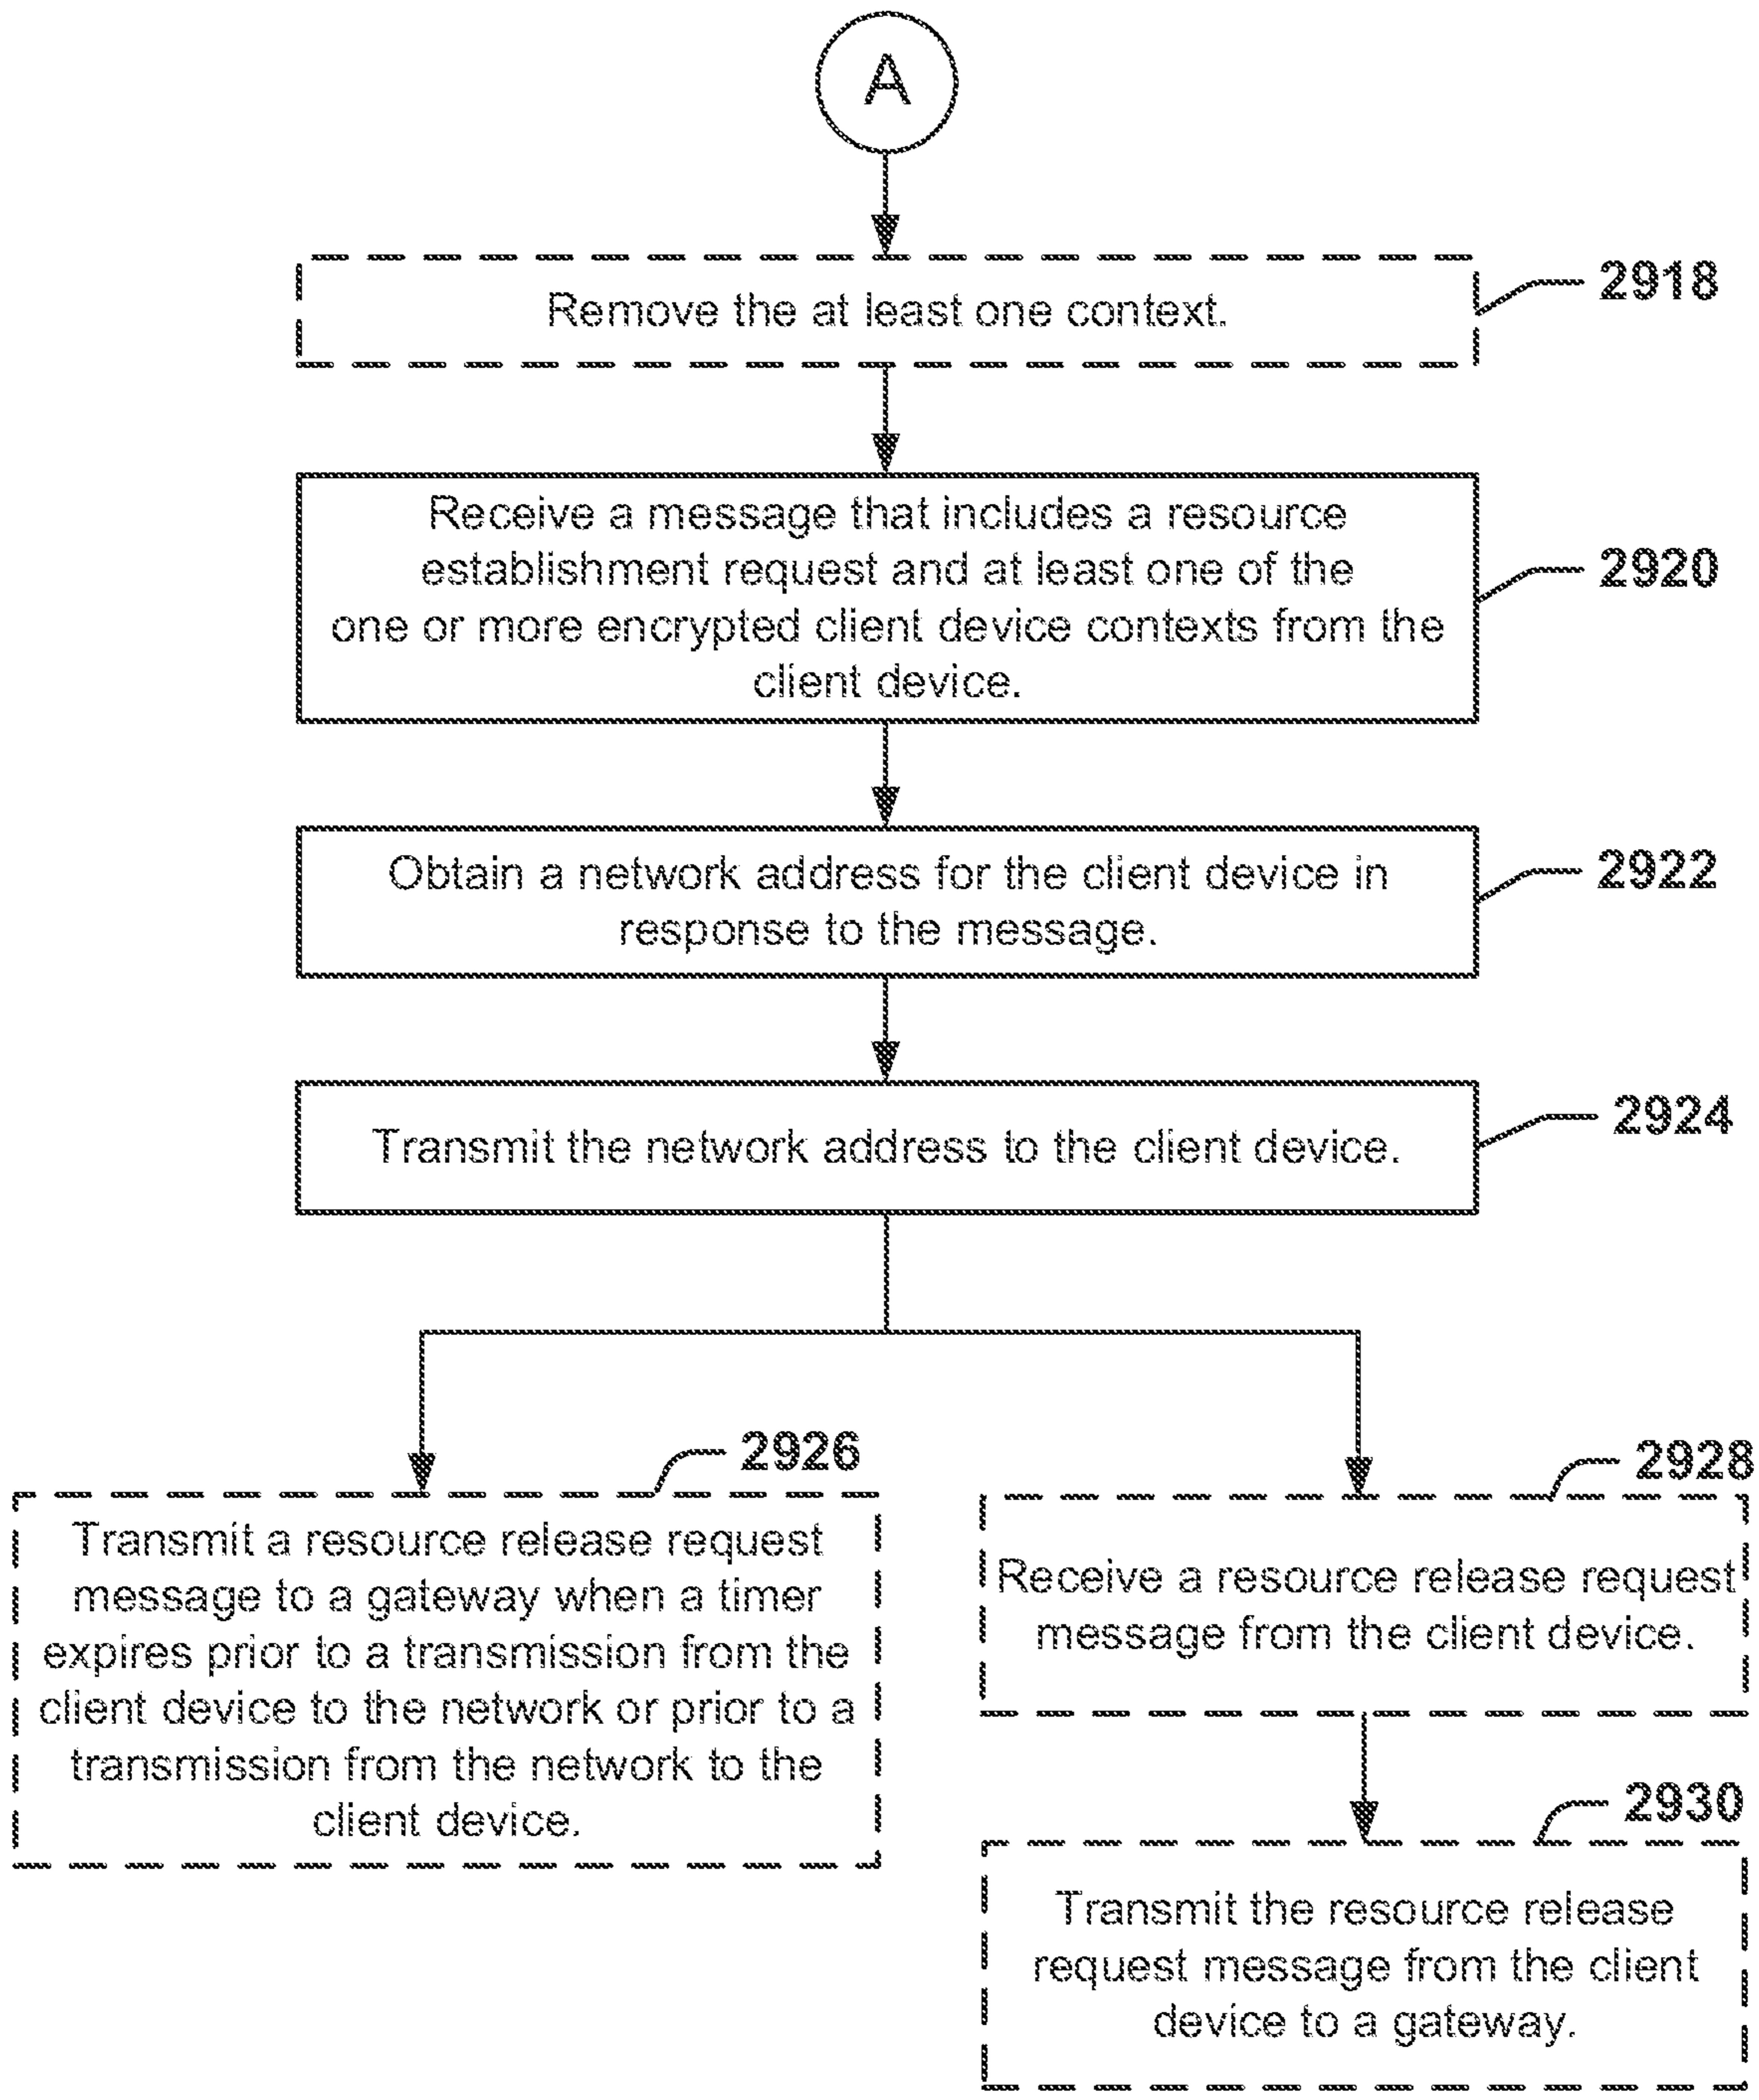 A
Remove the at least one context.
2918
Receive a message that includes a resource
establishment request and at least one of the
one or more encrypted client device contexts from the
client device.
2920
Obtain a network address for the client device in
response to the message.
2922
Transmit the network address to the client device.
2924
2926
Transmit a resource release request
message to a gateway when a timer
expires prior to a transmission from the
client device to the network or prior to a
transmission from the network to the
client device.
2928
Receive a resource release request
message from the client device.
2930
Transmit the resource release
request message from the client
device to a gateway.